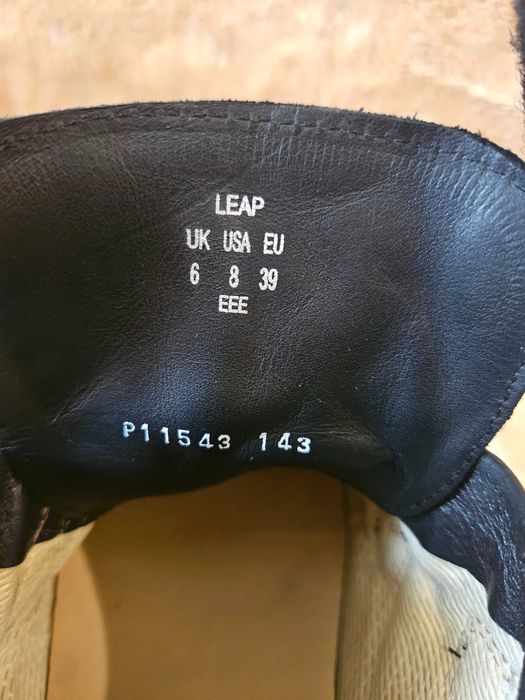 LEAP
UK USA EU
6 8 39
EEE
P11543 143